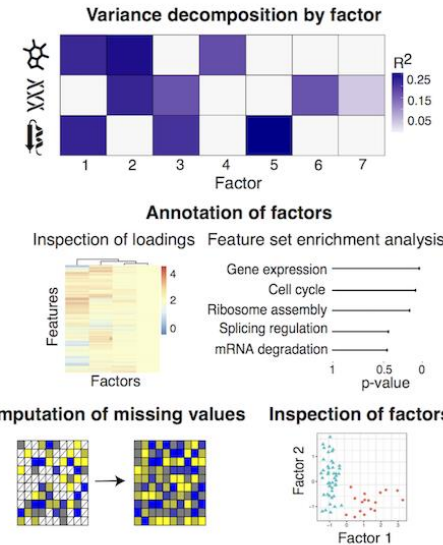 Variance decomposition by factor
R2
0.25
0.15
0.05
1 2 3 4 5 6 7
Factor
Annotation of factors
Inspection of loadings Feature set enrichment analysis
Features
4
2
0
Factors
Gene expression
Cell cycle
Ribosome assembly
Splicing regulation
mRNA degradation
1 0.5 0
p-value
mputation of missing values Inspection of factors
Factor 2
Factor 1